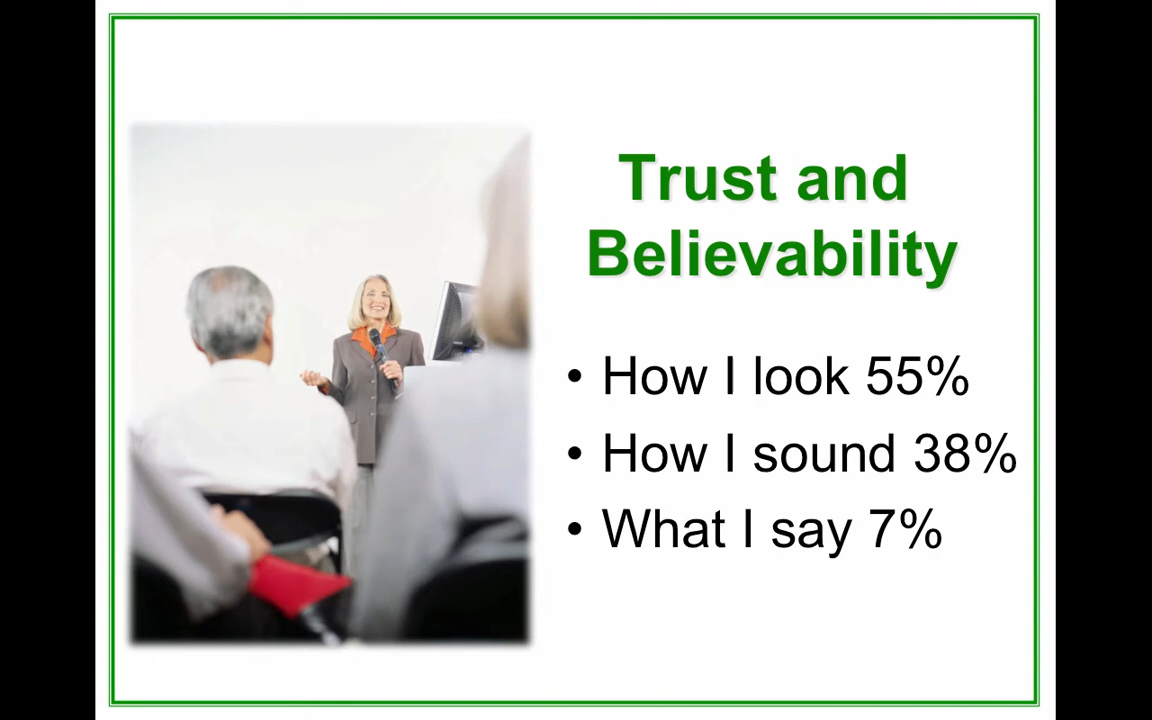 Trust and
Believability
• How I look 55%
• How I sound 38%
• What I say 7%